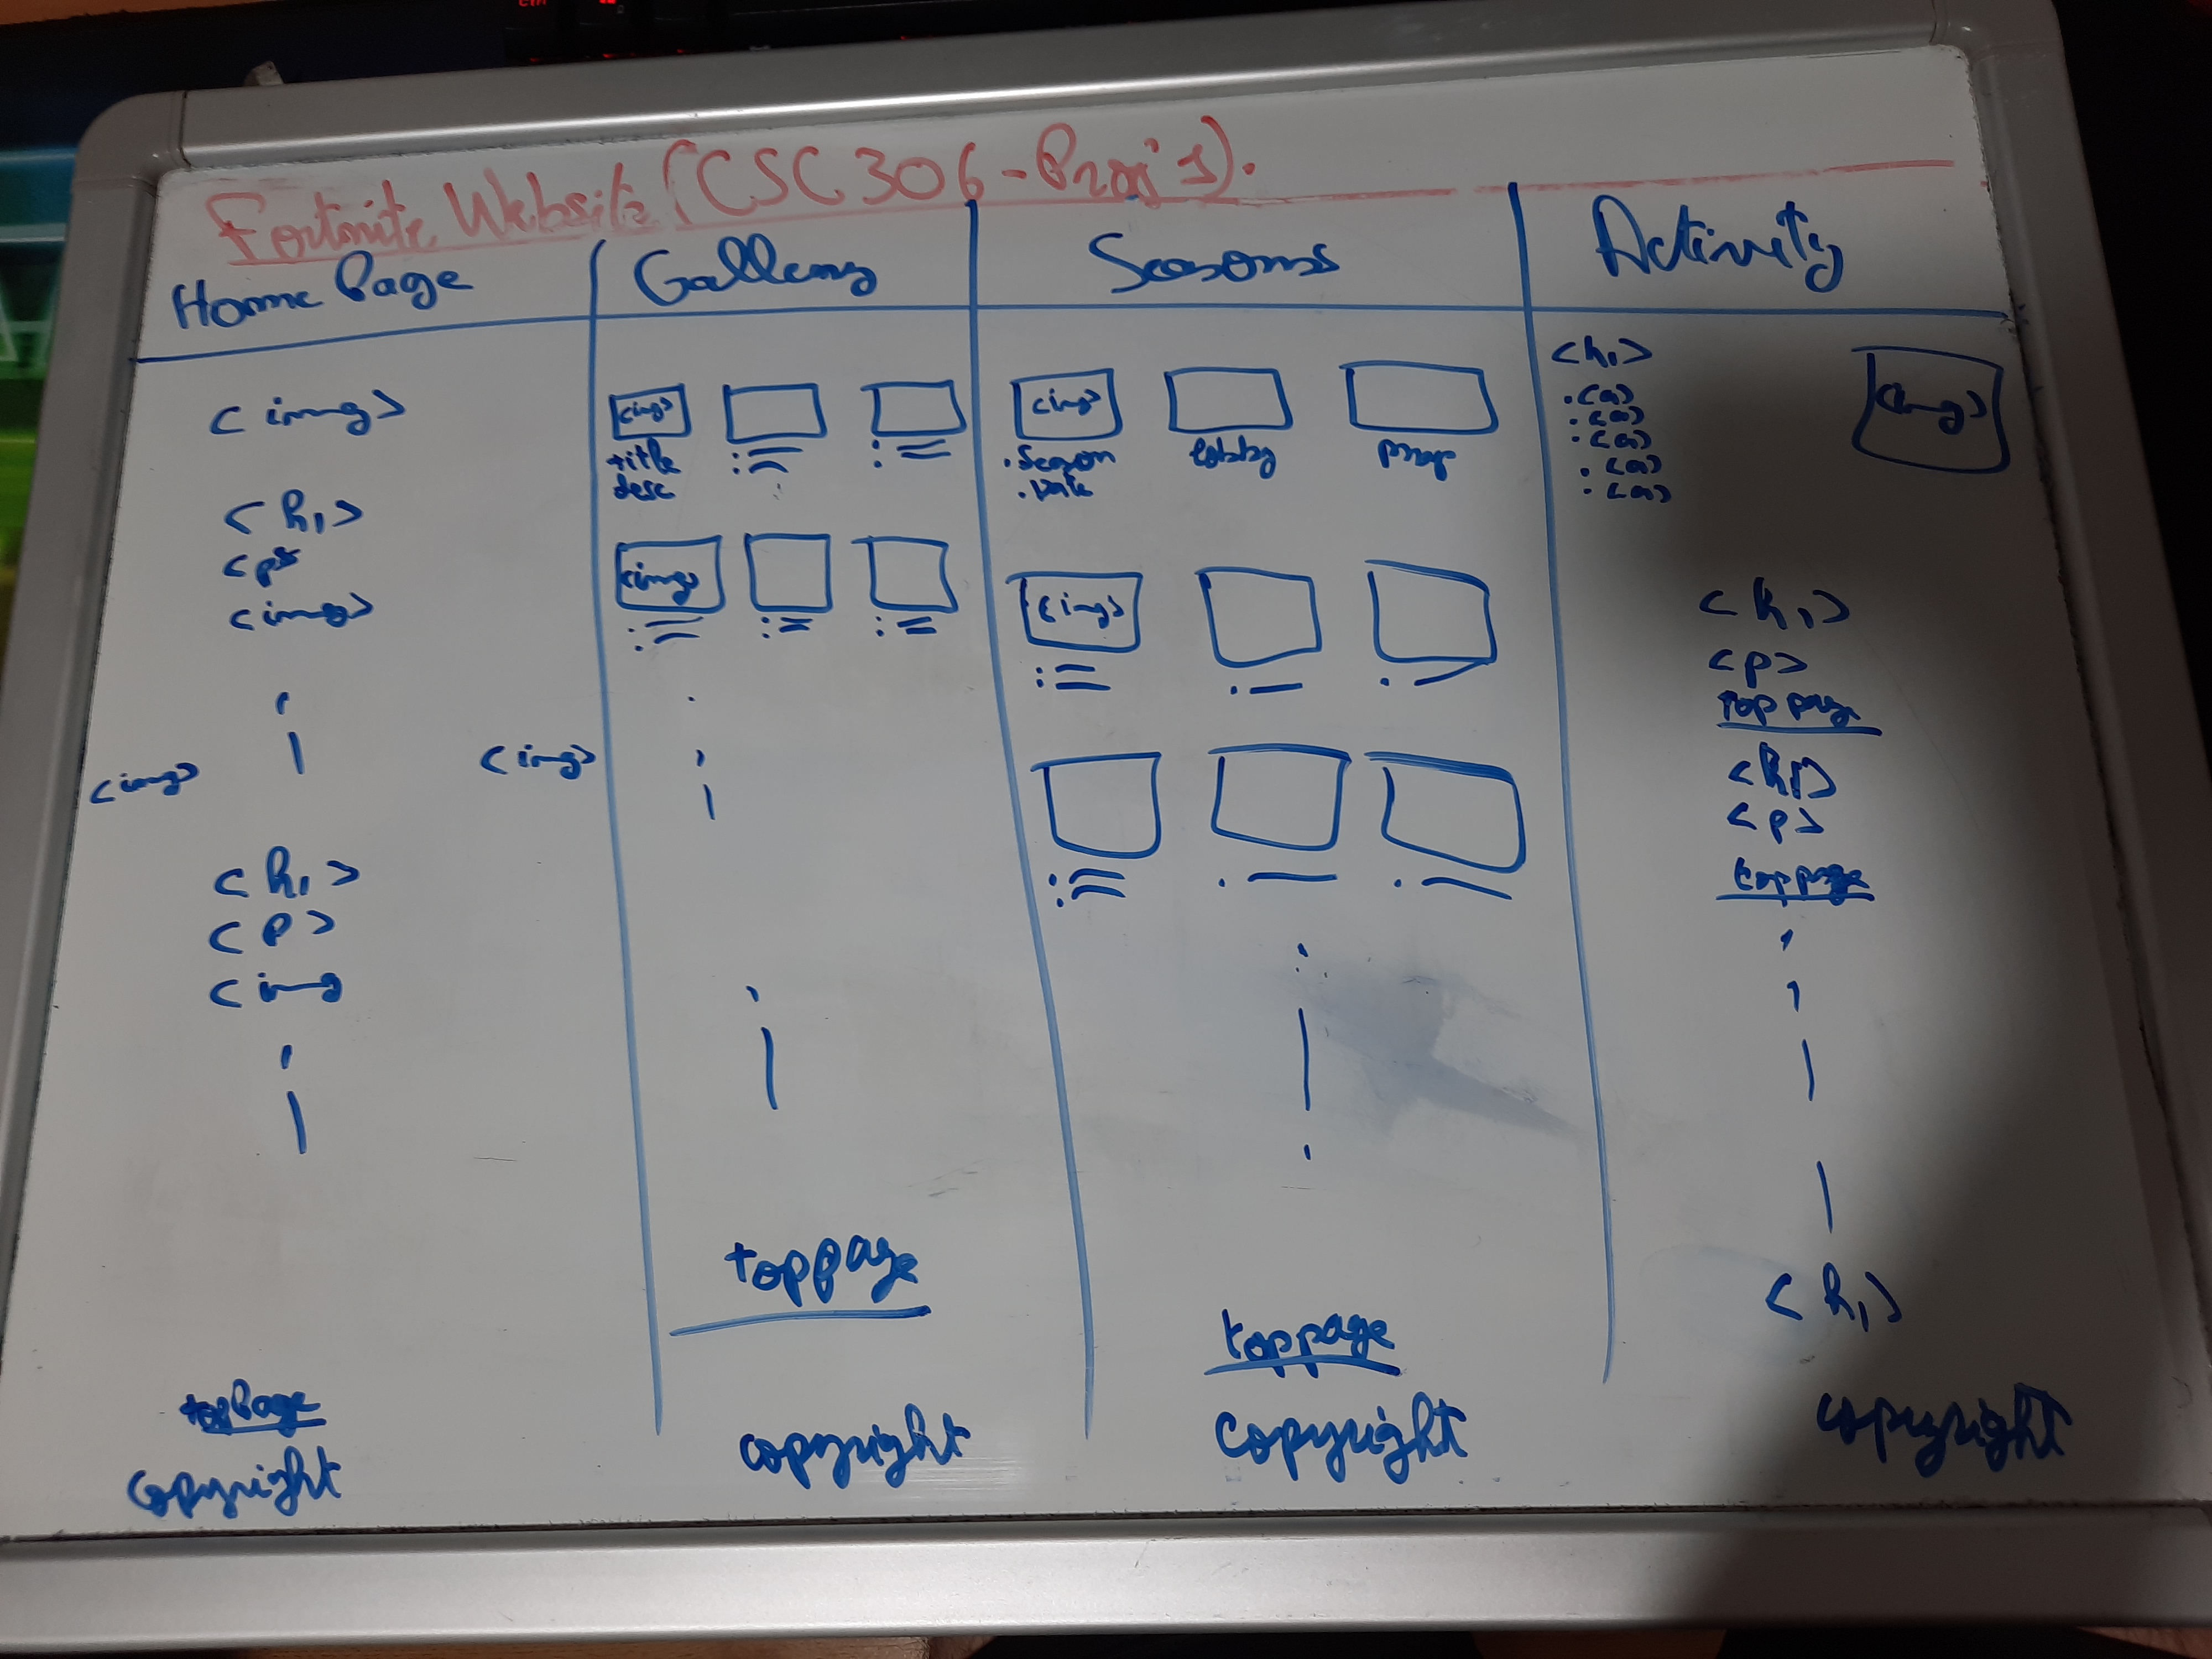 Fortnite Website (CSC 306 - Proj 1).
Home Page
<img>
<h1>
<p>
<img>
<img>
<img>
<h1>
<p>
<img
topPage
copyright
Gallery
<img>
title
desc
<img>
toppage
copyright
Seasons
<img>
. Season
. Date
lobby
map
<img>
toppage
copyright
Activity
<h1>
<img>
. <a>
. <a>
. <a>
. <a>
. <a>
<h1>
<p>
top page
<h1>
<p>
top page
<h1>
copyright